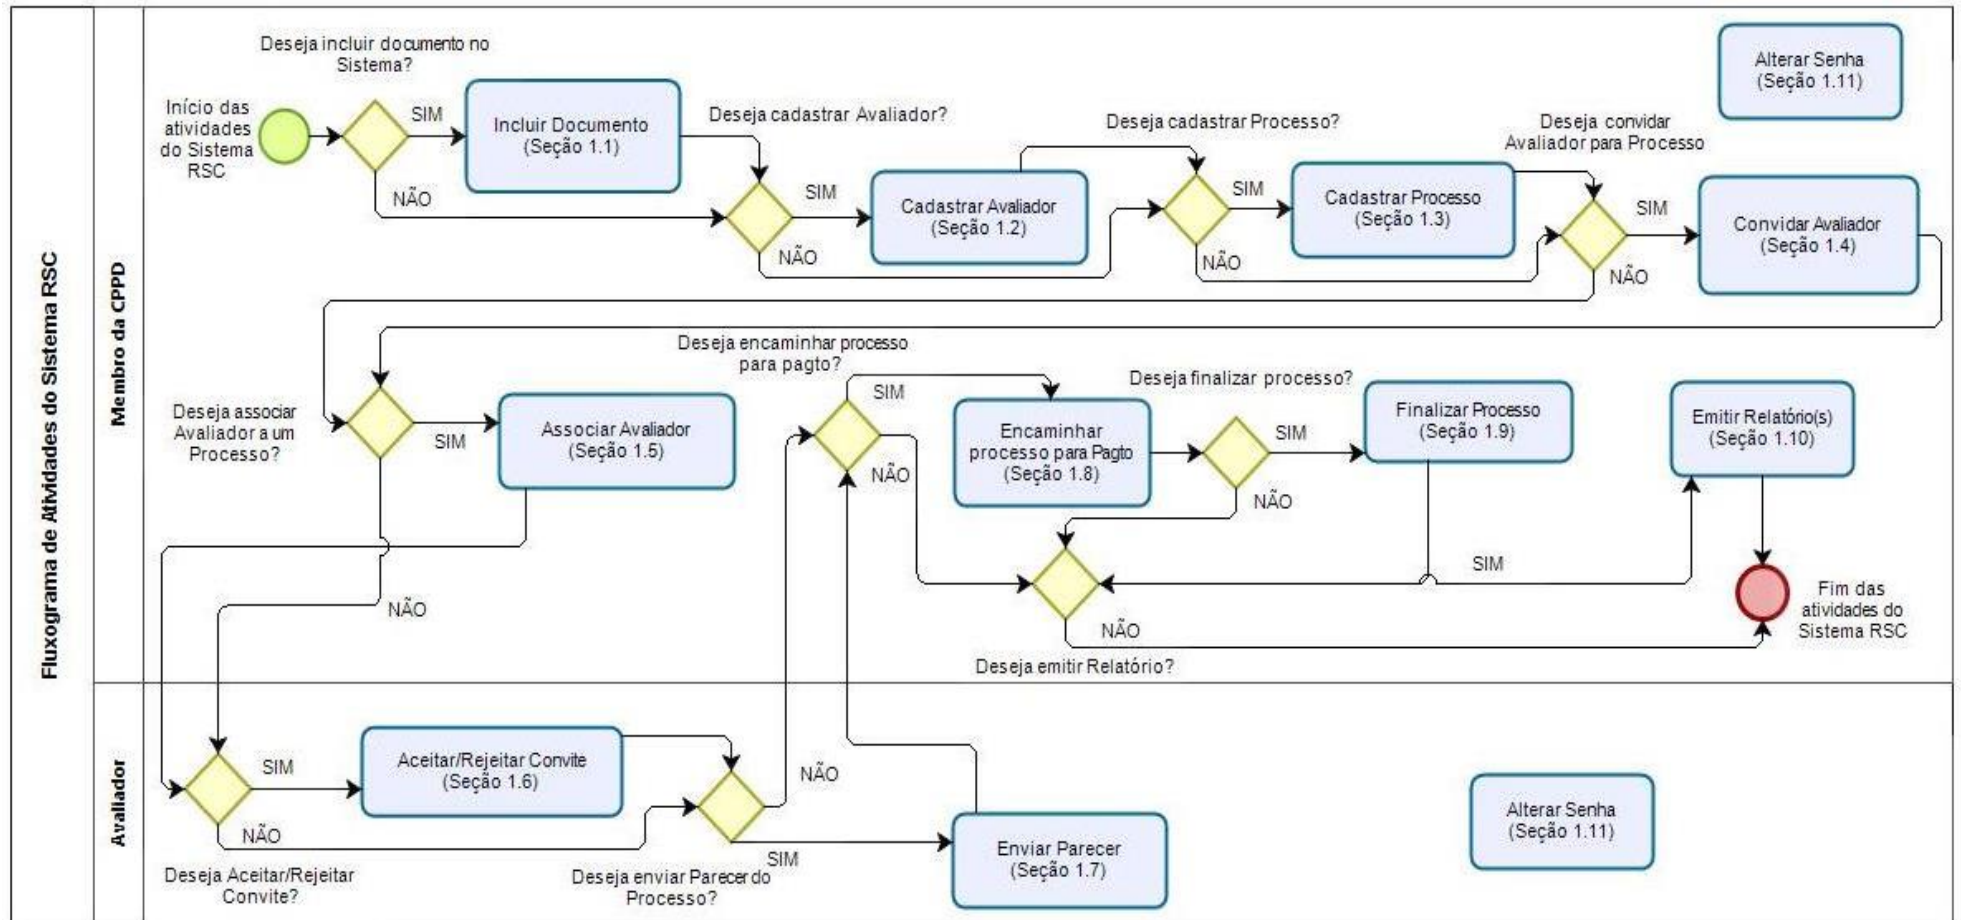 Fluxograma de Atividades do Sistema RSC
Membro da CPPD
Deseja incluir documento no
Sistema?
Início das
atividades
do Sistema
RSC
SIM
NÃO
Incluir Documento
(Seção 1.1)
Deseja cadastrar Avaliador?
SIM
NÃO
Cadastrar Avaliador
(Seção 1.2)
Deseja cadastrar Processo?
SIM
NÃO
Cadastrar Processo
(Seção 1.3)
Deseja convidar
Avaliador para Processo
SIM
NÃO
Convidar Avaliador
(Seção 1.4)
Alterar Senha
(Seção 1.11)
Deseja associar
Avaliador a um
Processo?
SIM
NÃO
Associar Avaliador
(Seção 1.5)
Deseja encaminhar processo
para pagto?
SIM
NÃO
Encaminhar
processo para Pagto
(Seção 1.8)
Deseja finalizar processo?
SIM
NÃO
Finalizar Processo
(Seção 1.9)
Emitir Relatório(s)
(Seção 1.10)
SIM
NÃO
Deseja emitir Relatório?
Fim das
atividades do
Sistema RSC
Avaliador
SIM
NÃO
Deseja Aceitar/Rejeitar
Convite?
Aceitar/Rejeitar Convite
(Seção 1.6)
NÃO
SIM
Deseja enviar Parecer do
Processo?
Enviar Parecer
(Seção 1.7)
Alterar Senha
(Seção 1.11)